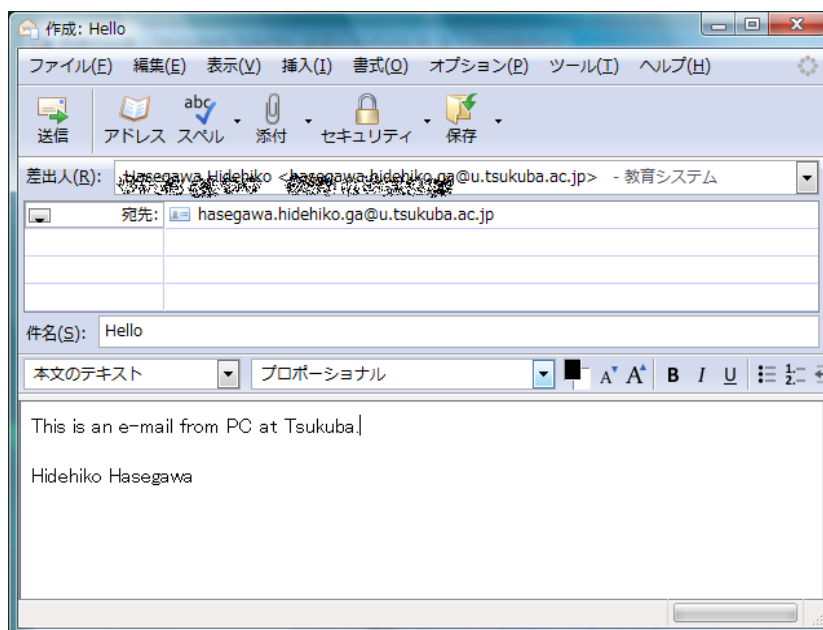 作成: Hello
ファイル(F) 編集(E) 表示(V) 挿入(I) 書式(O) オプション(P) ツール(T) ヘルプ(H)
abc
送信 アドレス スペル 添付 セキュリティ 保存
差出人(R): @u.tsukuba.ac.jp> - 教育システム
宛先: hasegawa.hidehiko.ga@u.tsukuba.ac.jp
件名(S): Hello
本文のテキスト プロポーショナル A A B I U
This is an e-mail from PC at Tsukuba.
Hidehiko Hasegawa